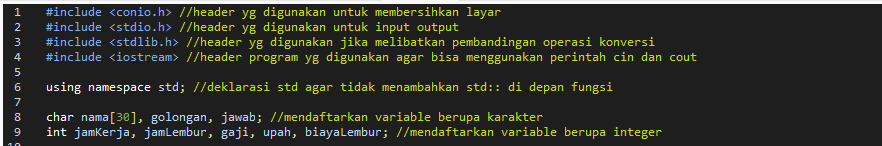 1 #include <conio.h> //header yg digunakan untuk membersihkan layar
2 #include <stdio.h> //header yg digunakan untuk input output
3 #include <stdlib.h> //header yg digunakan jika melibatkan pembandingan operasi konversi
4 #include <iostream> //header program yg digunakan agar bisa menggunakan perintah cin dan cout
5
6 using namespace std; //deklarasi std agar tidak menambahkan std:: di depan fungsi
7
8 char nama[30], golongan, jawab; //mendaftarkan variable berupa karakter
9 int jamKerja, jamLembur, gaji, upah, biayaLembur; //mendaftarkan variable berupa integer